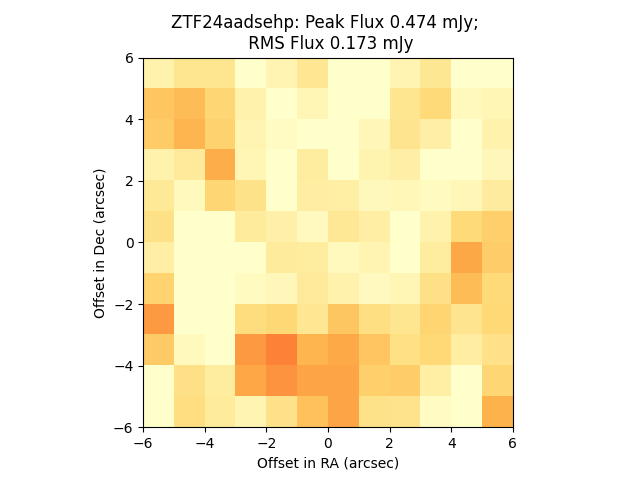 ZTF24aadsehp: Peak Flux 0.474 mJy;
RMS Flux 0.173 mJy
6
4
2
0
−2
−4
−6
Offset in Dec (arcsec)
−6 −4 −2 0 2 4 6
Offset in RA (arcsec)